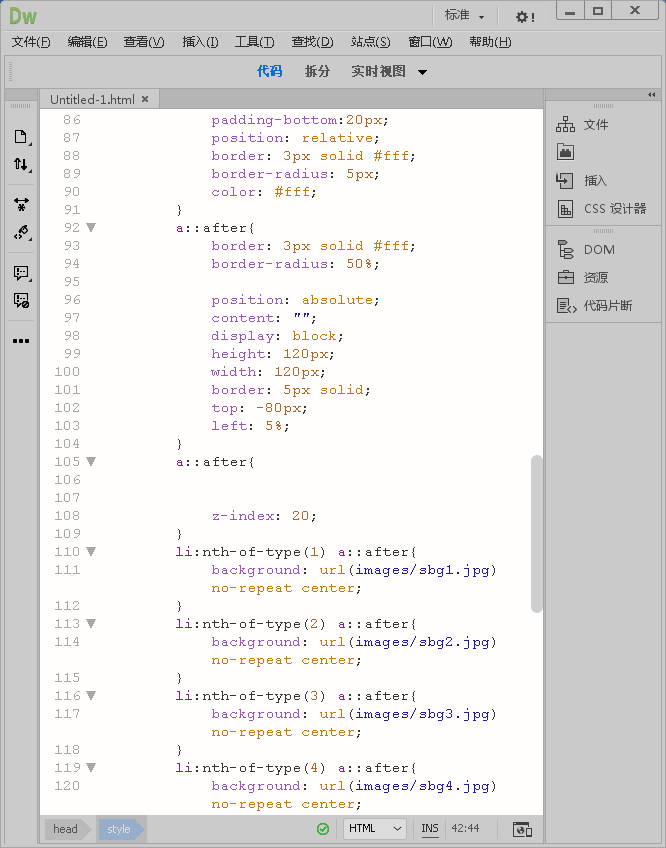 Dw
标准
文件(F) 编辑(E) 查看(V) 插入(I) 工具(T) 查找(D) 站点(S) 窗口(W) 帮助(H)
代码 拆分 实时视图
Untitled-1.html
86 padding-bottom:20px;
87 position: relative;
88 border: 3px solid #fff;
89 border-radius: 5px;
90 color: #fff;
91 }
92 a::after{
93 border: 3px solid #fff;
94 border-radius: 50%;
95
96 position: absolute;
97 content: "";
98 display: block;
99 height: 120px;
100 width: 120px;
101 border: 5px solid;
102 top: -80px;
103 left: 5%;
104 }
105 a::after{
106
107
108 z-index: 20;
109 }
110 li:nth-of-type(1) a::after{
111 background: url(images/sbg1.jpg)
no-repeat center;
112 }
113 li:nth-of-type(2) a::after{
114 background: url(images/sbg2.jpg)
no-repeat center;
115 }
116 li:nth-of-type(3) a::after{
117 background: url(images/sbg3.jpg)
no-repeat center;
118 }
119 li:nth-of-type(4) a::after{
120 background: url(images/sbg4.jpg)
no-repeat center;
文件
插入
CSS 设计器
DOM
资源
代码片断
head style HTML INS 42:44